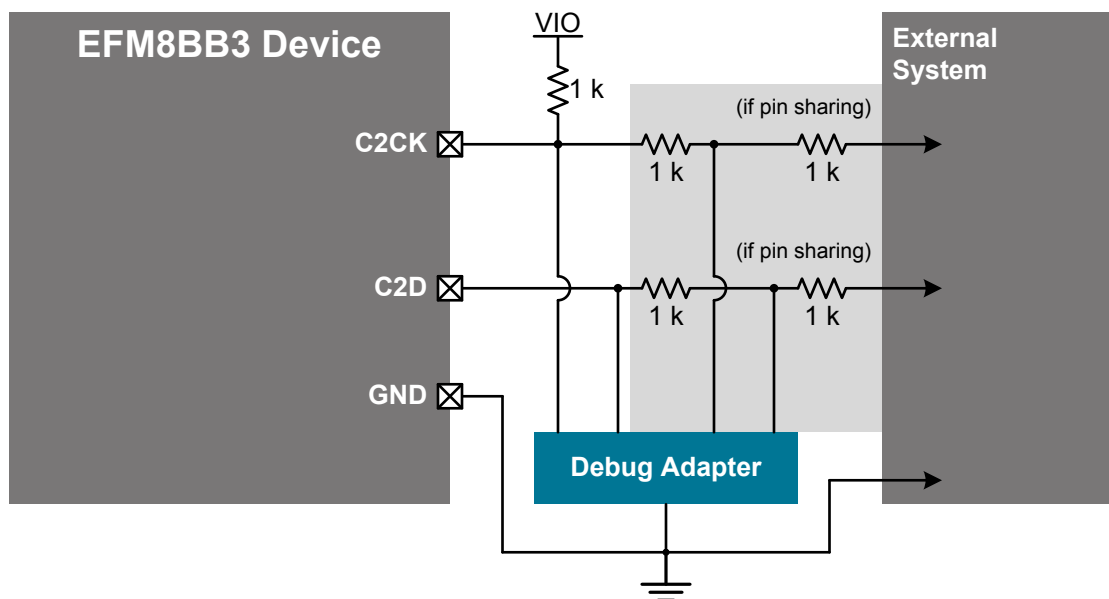 VIO
EFM8BB3 Device
External
System
1 k
(if pin sharing)
C2CK
1 k
1 k
(if pin sharing)
C2D
1 k
1 k
GND
Debug Adapter